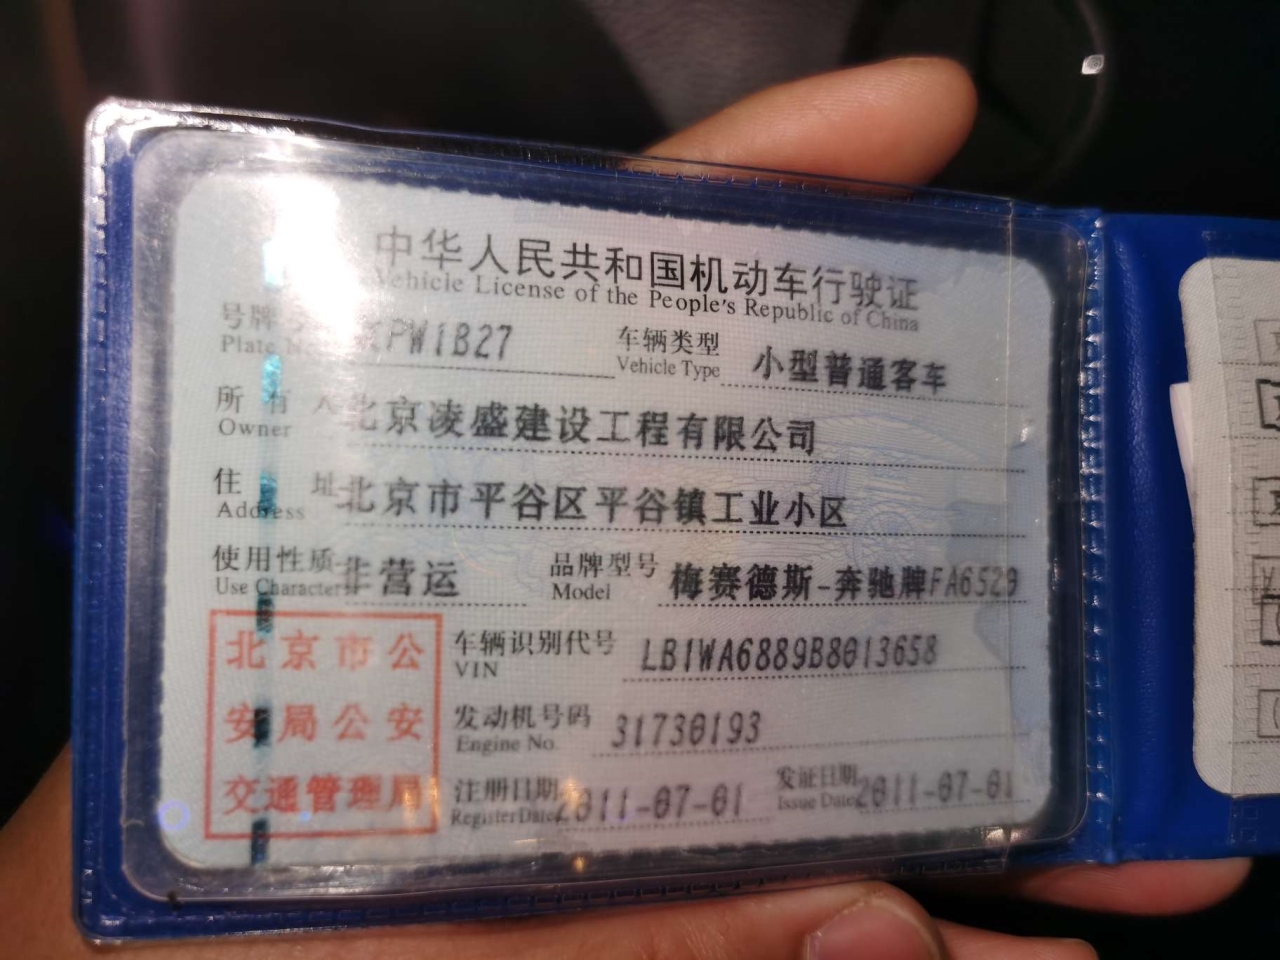 中华人民共和国机动车行驶证
Vehicle License of the People's Republic of China
号牌 PW1B27 车辆类型 小型普通客车
Plate Vehicle Type
所有人 北京凌盛建设工程有限公司
Owner
住址 北京市平谷区平谷镇工业小区
Address
使用性质 非营运 品牌型号 梅赛德斯-奔驰牌FA6529
Use Character Model
北京市公
安局公安
交通管理局
车辆识别代号 LB1WA6889B8013658
VIN
发动机号码 31730193
Engine No.
注册日期 2011-07-01 发证日期 2011-07-01
Register Date Issue Date